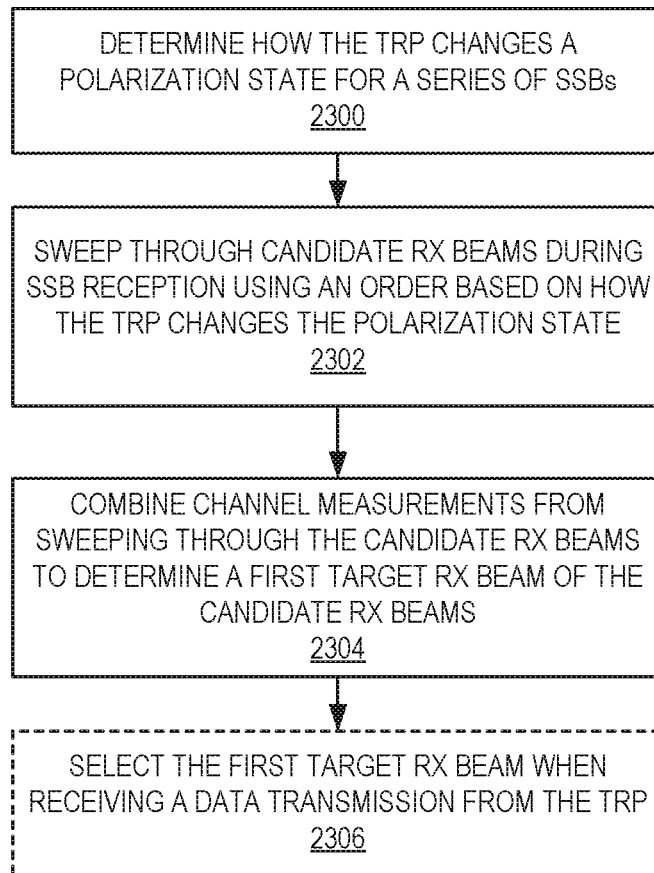 DETERMINE HOW THE TRP CHANGES A
POLARIZATION STATE FOR A SERIES OF SSBs
2300
SWEEP THROUGH CANDIDATE RX BEAMS DURING
SSB RECEPTION USING AN ORDER BASED ON HOW
THE TRP CHANGES THE POLARIZATION STATE
2302
COMBINE CHANNEL MEASUREMENTS FROM
SWEEPING THROUGH THE CANDIDATE RX BEAMS
TO DETERMINE A FIRST TARGET RX BEAM OF THE
CANDIDATE RX BEAMS
2304
SELECT THE FIRST TARGET RX BEAM WHEN
RECEIVING A DATA TRANSMISSION FROM THE TRP
2306